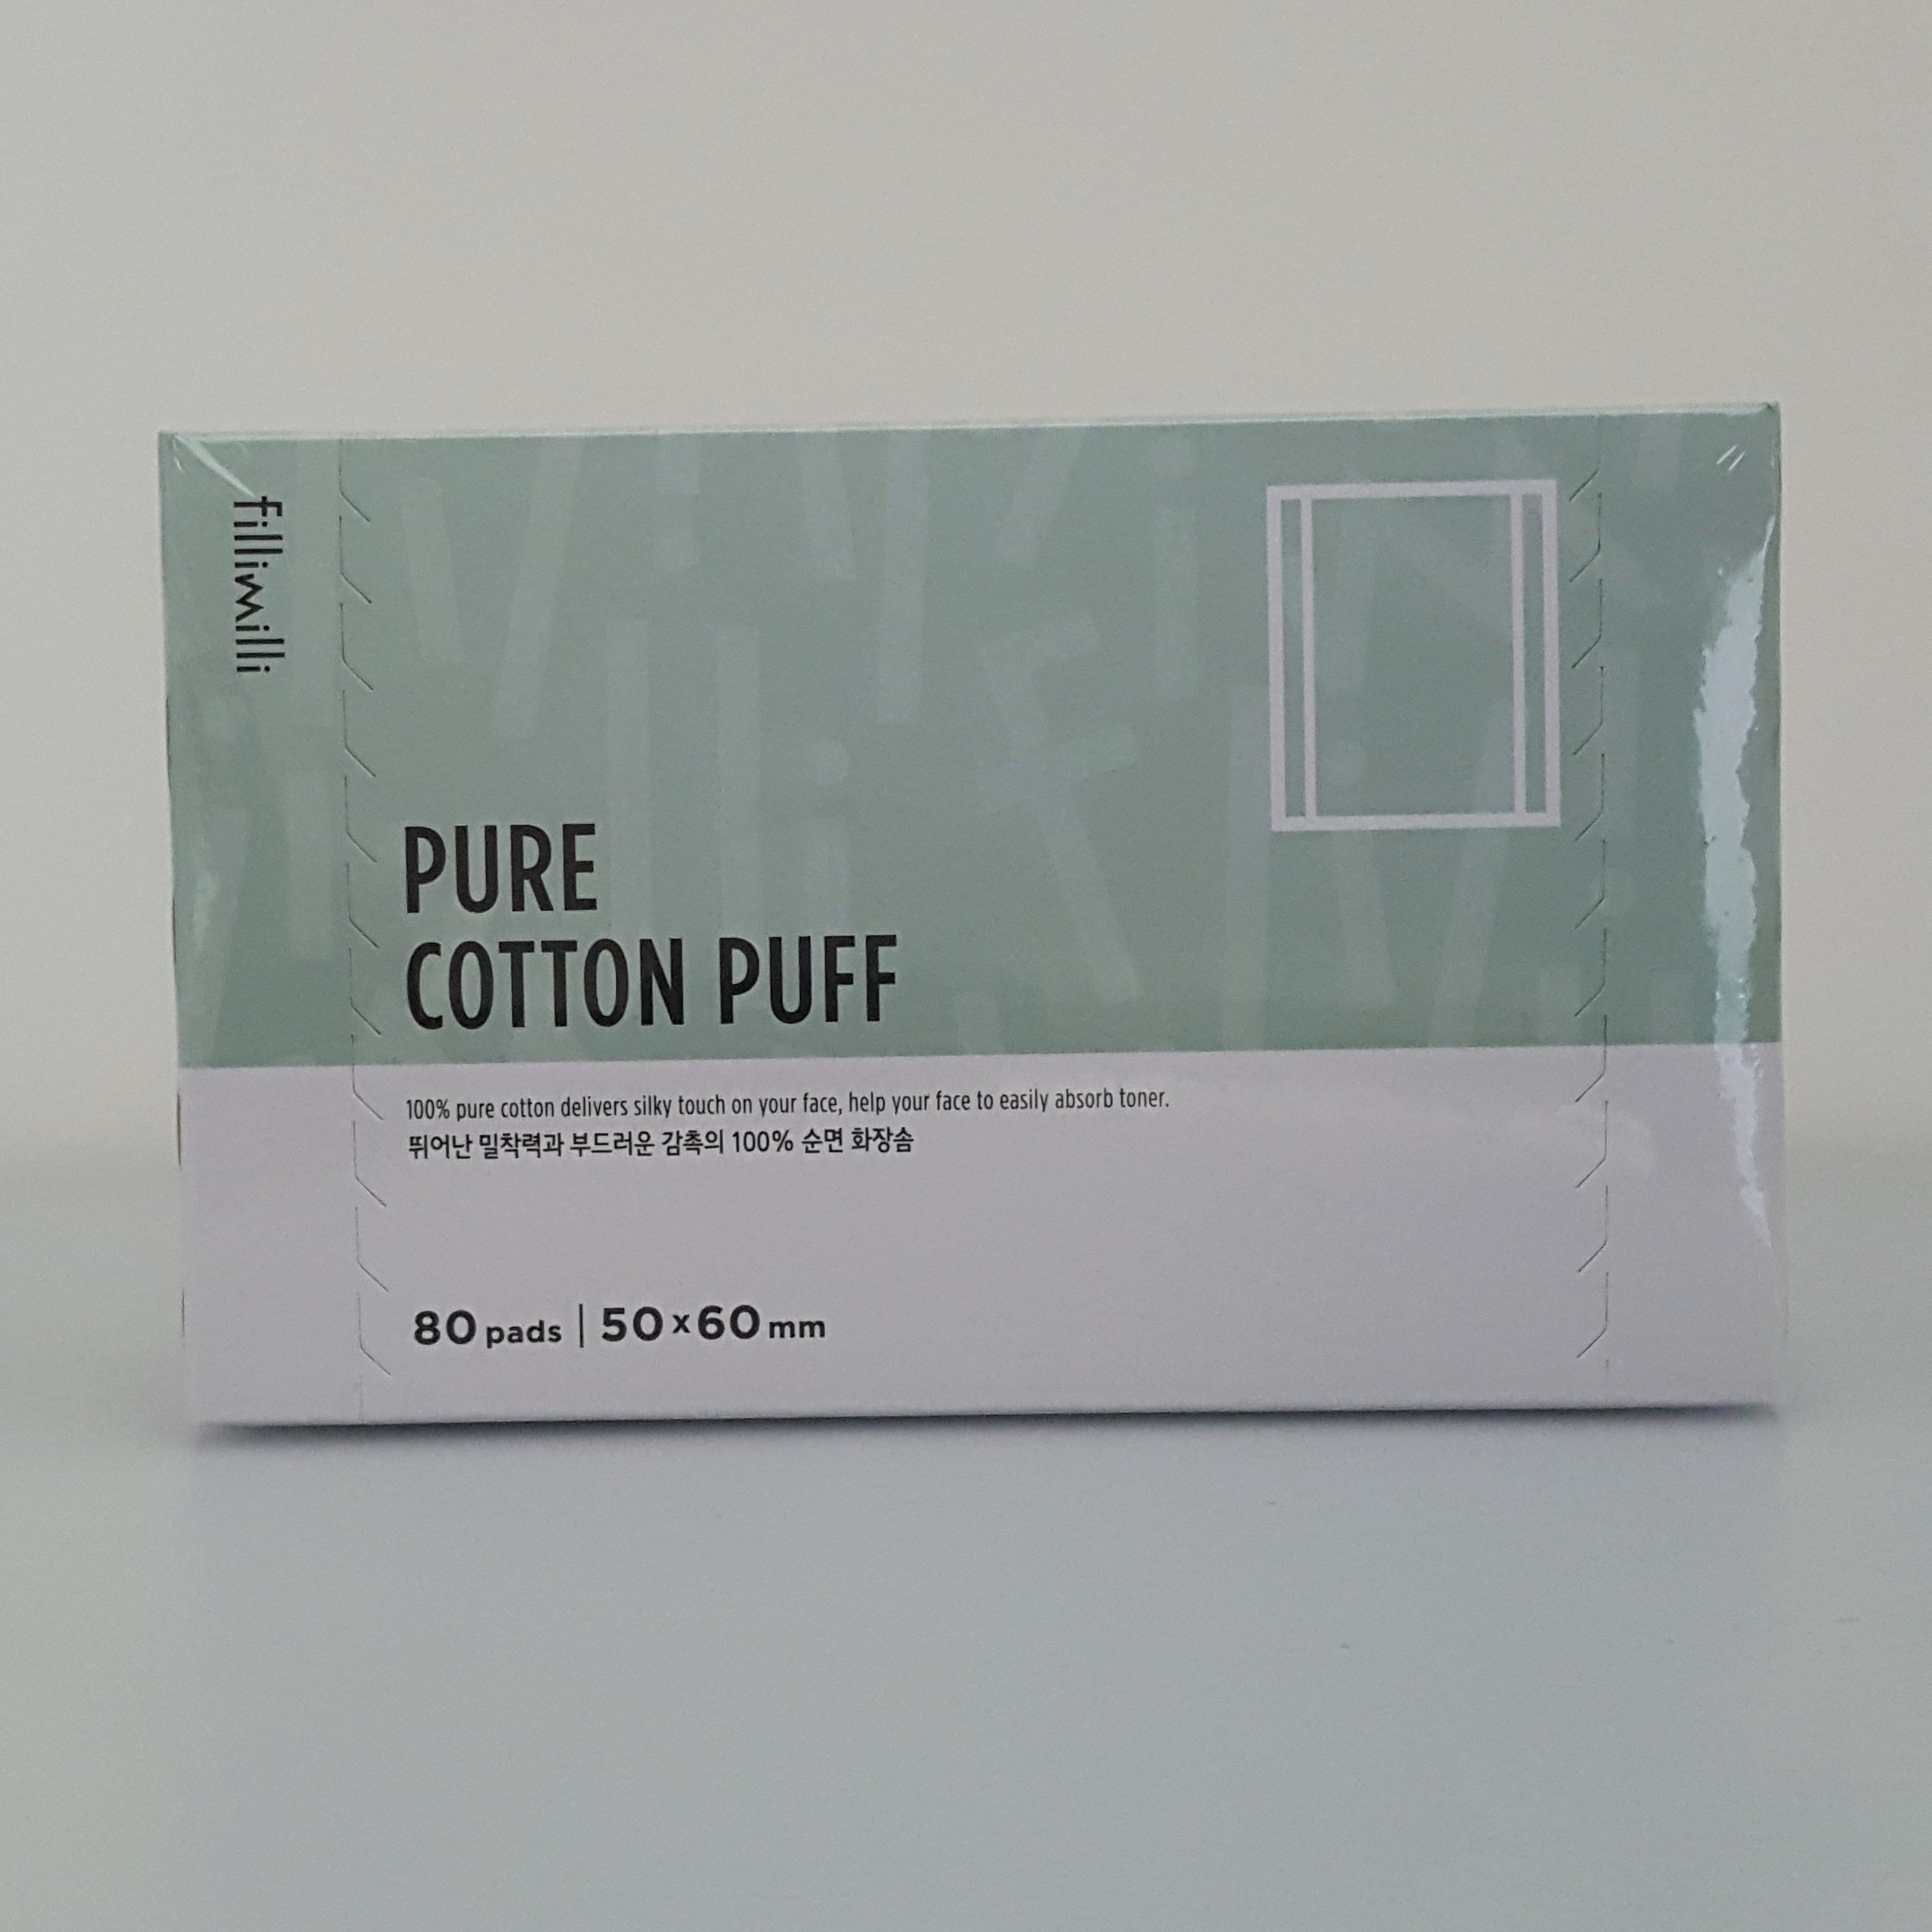 fillimilli
PURE
COTTON PUFF
100% pure cotton delivers silky touch on your face, help your face to easily absorb toner.
뛰어난 밀착력과 부드러운 감촉의 100% 순면 화장솜
80 pads | 50x60 mm